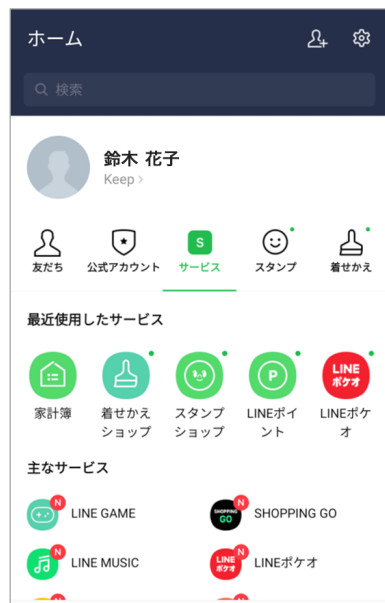 ホーム
検索
鈴木 花子
Keep >
友だち
公式アカウント
S
サービス
スタンプ
着せかえ
最近使用したサービス
P
LINE
ポケオ
家計簿
着せかえ
ショップ
スタンプ
ショップ
LINEポイ
ント
LINEポケ
オ
主なサービス
N
LINE GAME
N
SHOPPING
GO
SHOPPING GO
N
LINE MUSIC
N
LINE
ポケオ
LINEポケオ